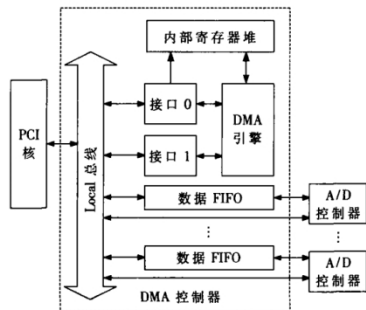 内部寄存器堆
接口 0
DMA
引擎
PCI
核
Local 总线
接口 1
数据 FIFO
A/D
控制器
⋮
⋮
数据 FIFO
A/D
控制器
DMA 控制器